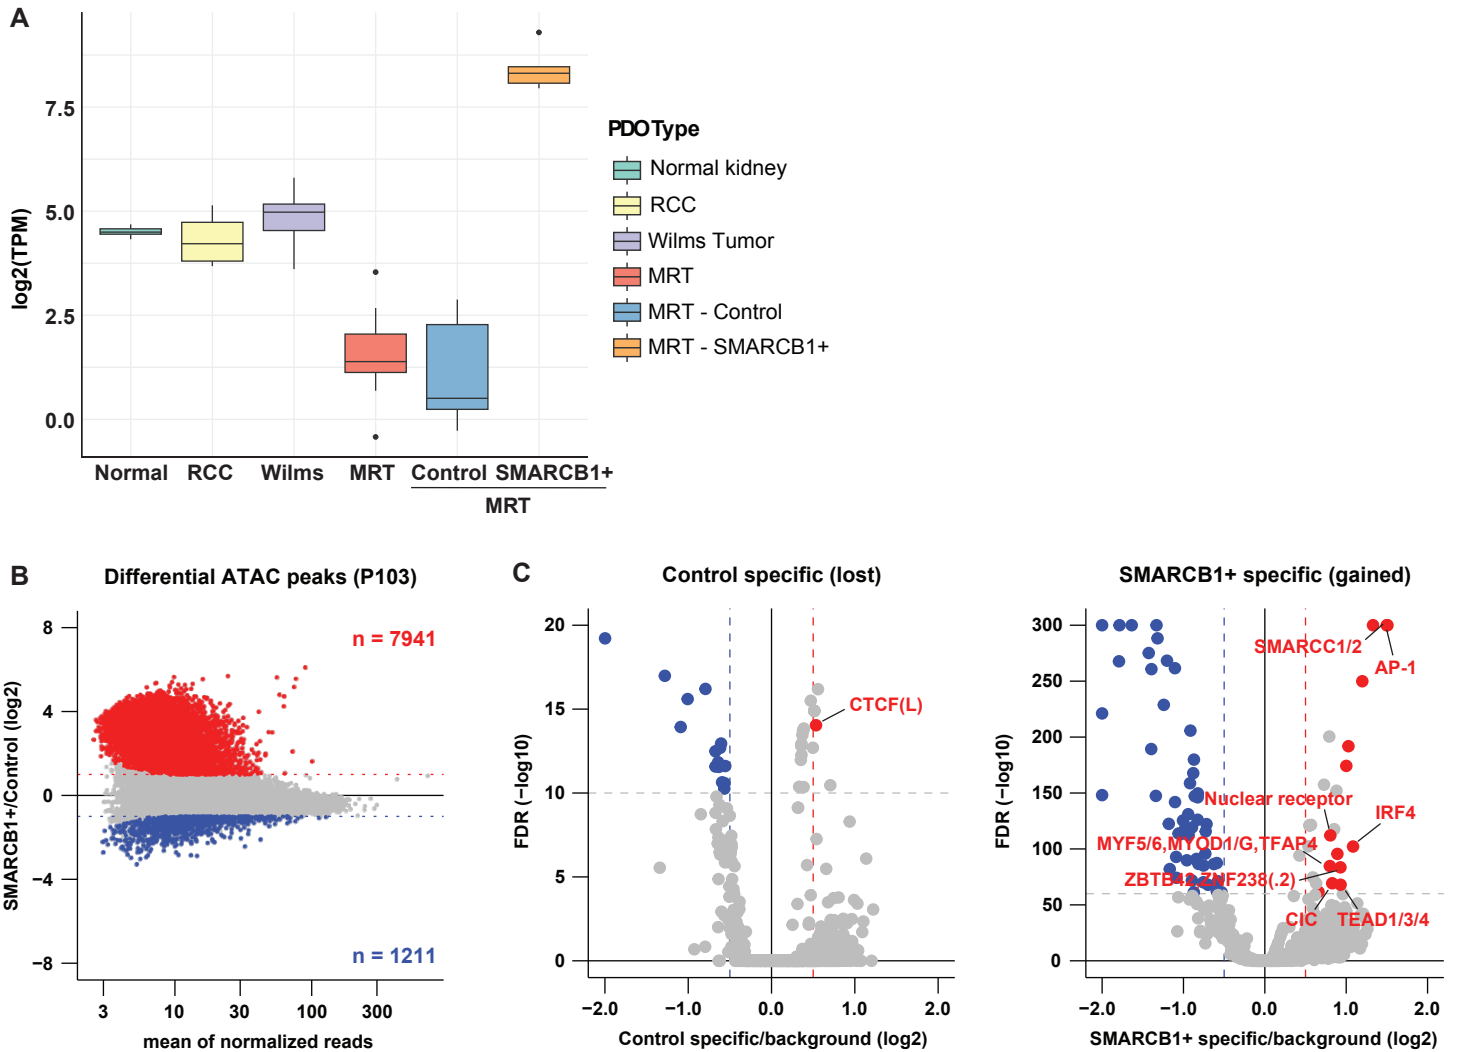 A
log2(TPM)
7.5
5.0
2.5
0.0
Normal RCC Wilms MRT Control SMARCB1+
MRT
PDOType
Normal kidney
RCC
Wilms Tumor
MRT
MRT - Control
MRT - SMARCB1+
B
Differential ATAC peaks (P103)
SMARCB1+/Control (log2)
8
4
0
−4
−8
n = 7941
n = 1211
3 10 30 100 300
mean of normalized reads
C
Control specific (lost)
FDR (−log10)
20
15
10
5
0
CTCF(L)
−2.0 −1.0 0.0 1.0 2.0
Control specific/background (log2)
SMARCB1+ specific (gained)
FDR (−log10)
300
250
200
150
100
50
0
SMARCC1/2
AP-1
Nuclear receptor
IRF4
MYF5/6,MYOD1/G,TFAP4
ZBTB42,ZNF238(.2)
CIC TEAD1/3/4
−2.0 −1.0 0.0 1.0 2.0
SMARCB1+ specific/background (log2)